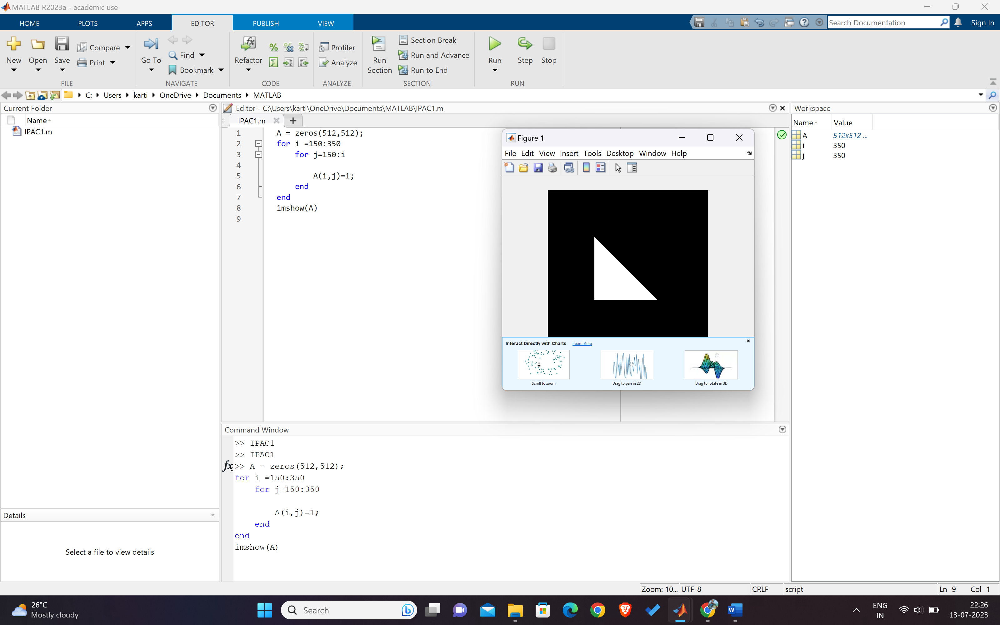 MATLAB R2023a - academic use
HOME PLOTS APPS EDITOR PUBLISH VIEW Search Documentation Sign In
New Open Save Compare Print Go To Find Bookmark Refactor Profiler Analyze Run Section Section Break Run and Advance Run to End Run Step Stop
FILE NAVIGATE CODE ANALYZE SECTION RUN
C: Users karti OneDrive Documents MATLAB
Current Folder
Name
IPAC1.m
Details
Select a file to view details
Editor - C:\Users\karti\OneDrive\Documents\MATLAB\IPAC1.m
IPAC1.m
1 A = zeros(512,512);
2 for i =150:350
3 for j=150:i
4
5 A(i,j)=1;
6 end
7 end
8 imshow(A)
9
Figure 1
File Edit View Insert Tools Desktop Window Help
Interact Directly with Charts Learn More
Scroll to zoom Drag to pan in 2D Drag to rotate in 3D
Command Window
>> IPAC1
>> IPAC1
fx >> A = zeros(512,512);
for i =150:350
for j=150:350
A(i,j)=1;
end
end
imshow(A)
Workspace
Name Value
A 512x512 ...
i 350
j 350
Zoom: 10... UTF-8 CRLF script Ln 9 Col 1
26°C
Mostly cloudy
Search
ENG
IN
22:26
13-07-2023